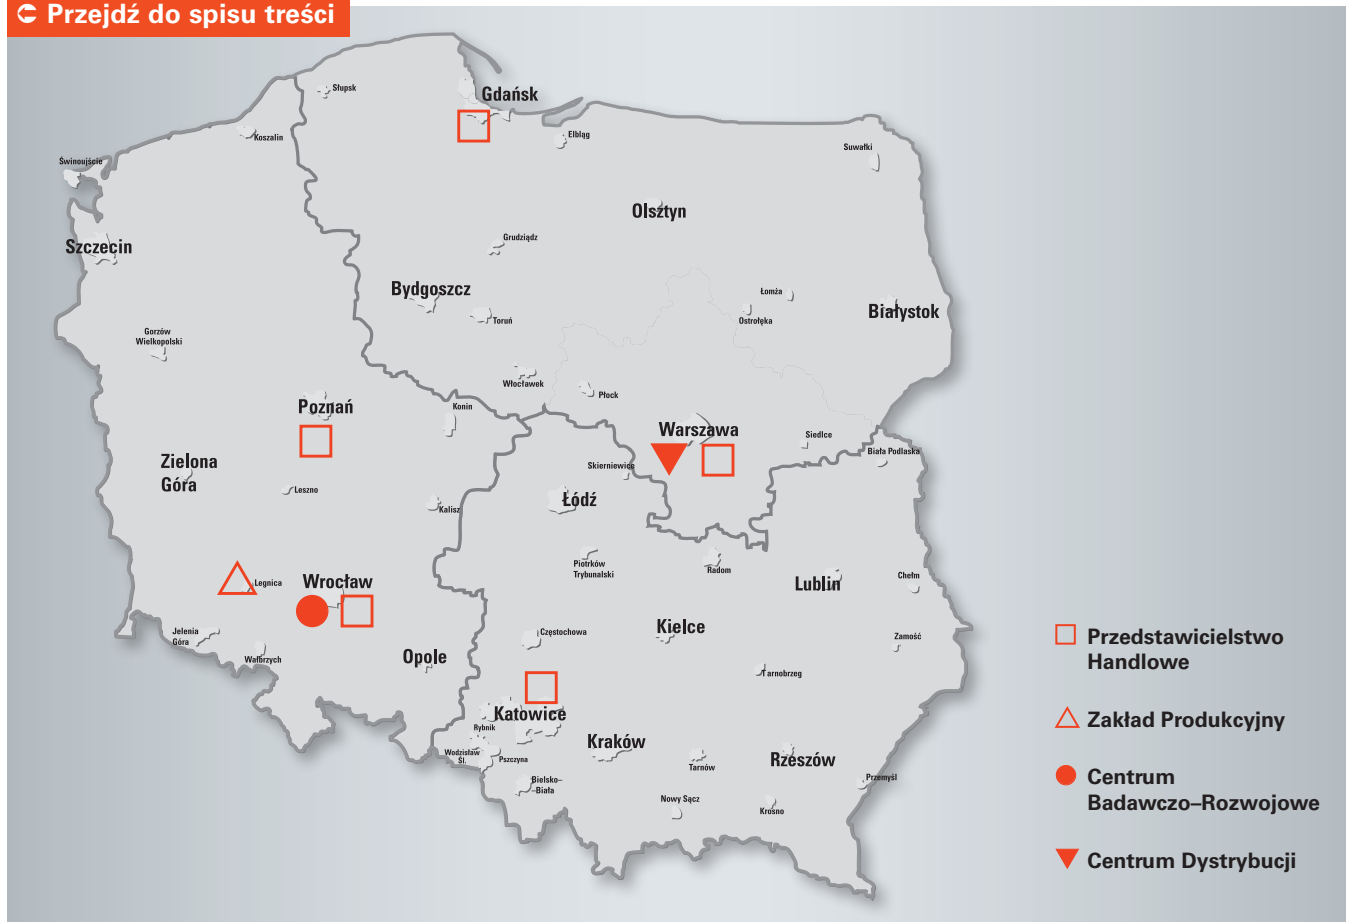 Przejdź do spisu treści
Słupsk
Gdańsk
Koszalin
Elbląg
Suwałki
Świnoujście
Olsztyn
Szczecin
Grudziądz
Bydgoszcz
Łomża
Białystok
Toruń
Ostrołęka
Gorzów
Wielkopolski
Włocławek
Płock
Poznań
Konin
Warszawa
Siedlce
Biała Podlaska
Zielona
Góra
Skierniewice
Leszno
Łódź
Kalisz
Piotrków
Trybunalski
Radom
Legnica
Wrocław
Lublin
Chełm
Jelenia
Góra
Częstochowa
Kielce
Zamość
Wałbrzych
Opole
Tarnobrzeg
Katowice
Rybnik
Kraków
Wodzisław
Śl.
Pszczyna
Tarnów
Rzeszów
Bielsko–
–Biała
Przemyśl
Nowy Sącz
Krosno
Przedstawicielstwo
Handlowe
Zakład Produkcyjny
Centrum
Badawczo–Rozwojowe
Centrum Dystrybucji